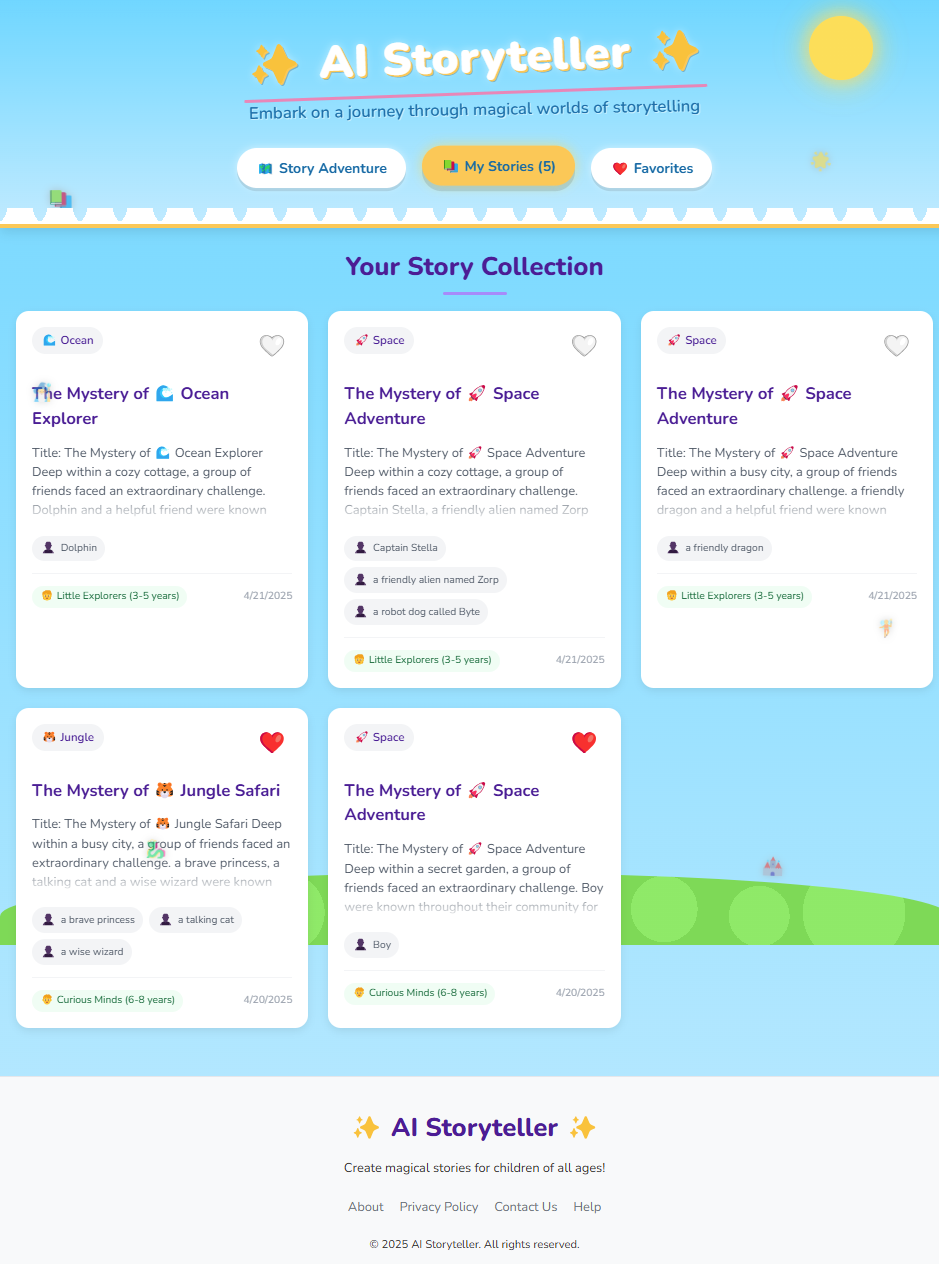 ✨ AI Storyteller ✨
Embark on a journey through magical worlds of storytelling
🗺️ Story Adventure
📚 My Stories (5)
❤️ Favorites
Your Story Collection
🌊 Ocean
The Mystery of 🌊 Ocean
Explorer
Title: The Mystery of 🌊 Ocean Explorer
Deep within a cozy cottage, a group of
friends faced an extraordinary challenge.
Dolphin and a helpful friend were known
👤 Dolphin
👶 Little Explorers (3-5 years)
4/21/2025
🚀 Space
The Mystery of 🚀 Space
Adventure
Title: The Mystery of 🚀 Space Adventure
Deep within a cozy cottage, a group of
friends faced an extraordinary challenge.
Captain Stella, a friendly alien named Zorp
👤 Captain Stella
👤 a friendly alien named Zorp
👤 a robot dog called Byte
👶 Little Explorers (3-5 years)
4/21/2025
🚀 Space
The Mystery of 🚀 Space
Adventure
Title: The Mystery of 🚀 Space Adventure
Deep within a busy city, a group of friends
faced an extraordinary challenge. a friendly
dragon and a helpful friend were known
👤 a friendly dragon
👶 Little Explorers (3-5 years)
4/21/2025
🐯 Jungle
The Mystery of 🐯 Jungle Safari
Title: The Mystery of 🐯 Jungle Safari Deep
within a busy city, a group of friends faced an
extraordinary challenge. a brave princess, a
talking cat and a wise wizard were known
👤 a brave princess
👤 a talking cat
👤 a wise wizard
👶 Curious Minds (6-8 years)
4/20/2025
🚀 Space
The Mystery of 🚀 Space
Adventure
Title: The Mystery of 🚀 Space Adventure
Deep within a secret garden, a group of
friends faced an extraordinary challenge. Boy
were known throughout their community for
👤 Boy
👶 Curious Minds (6-8 years)
4/20/2025
✨ AI Storyteller ✨
Create magical stories for children of all ages!
About
Privacy Policy
Contact Us
Help
© 2025 AI Storyteller. All rights reserved.